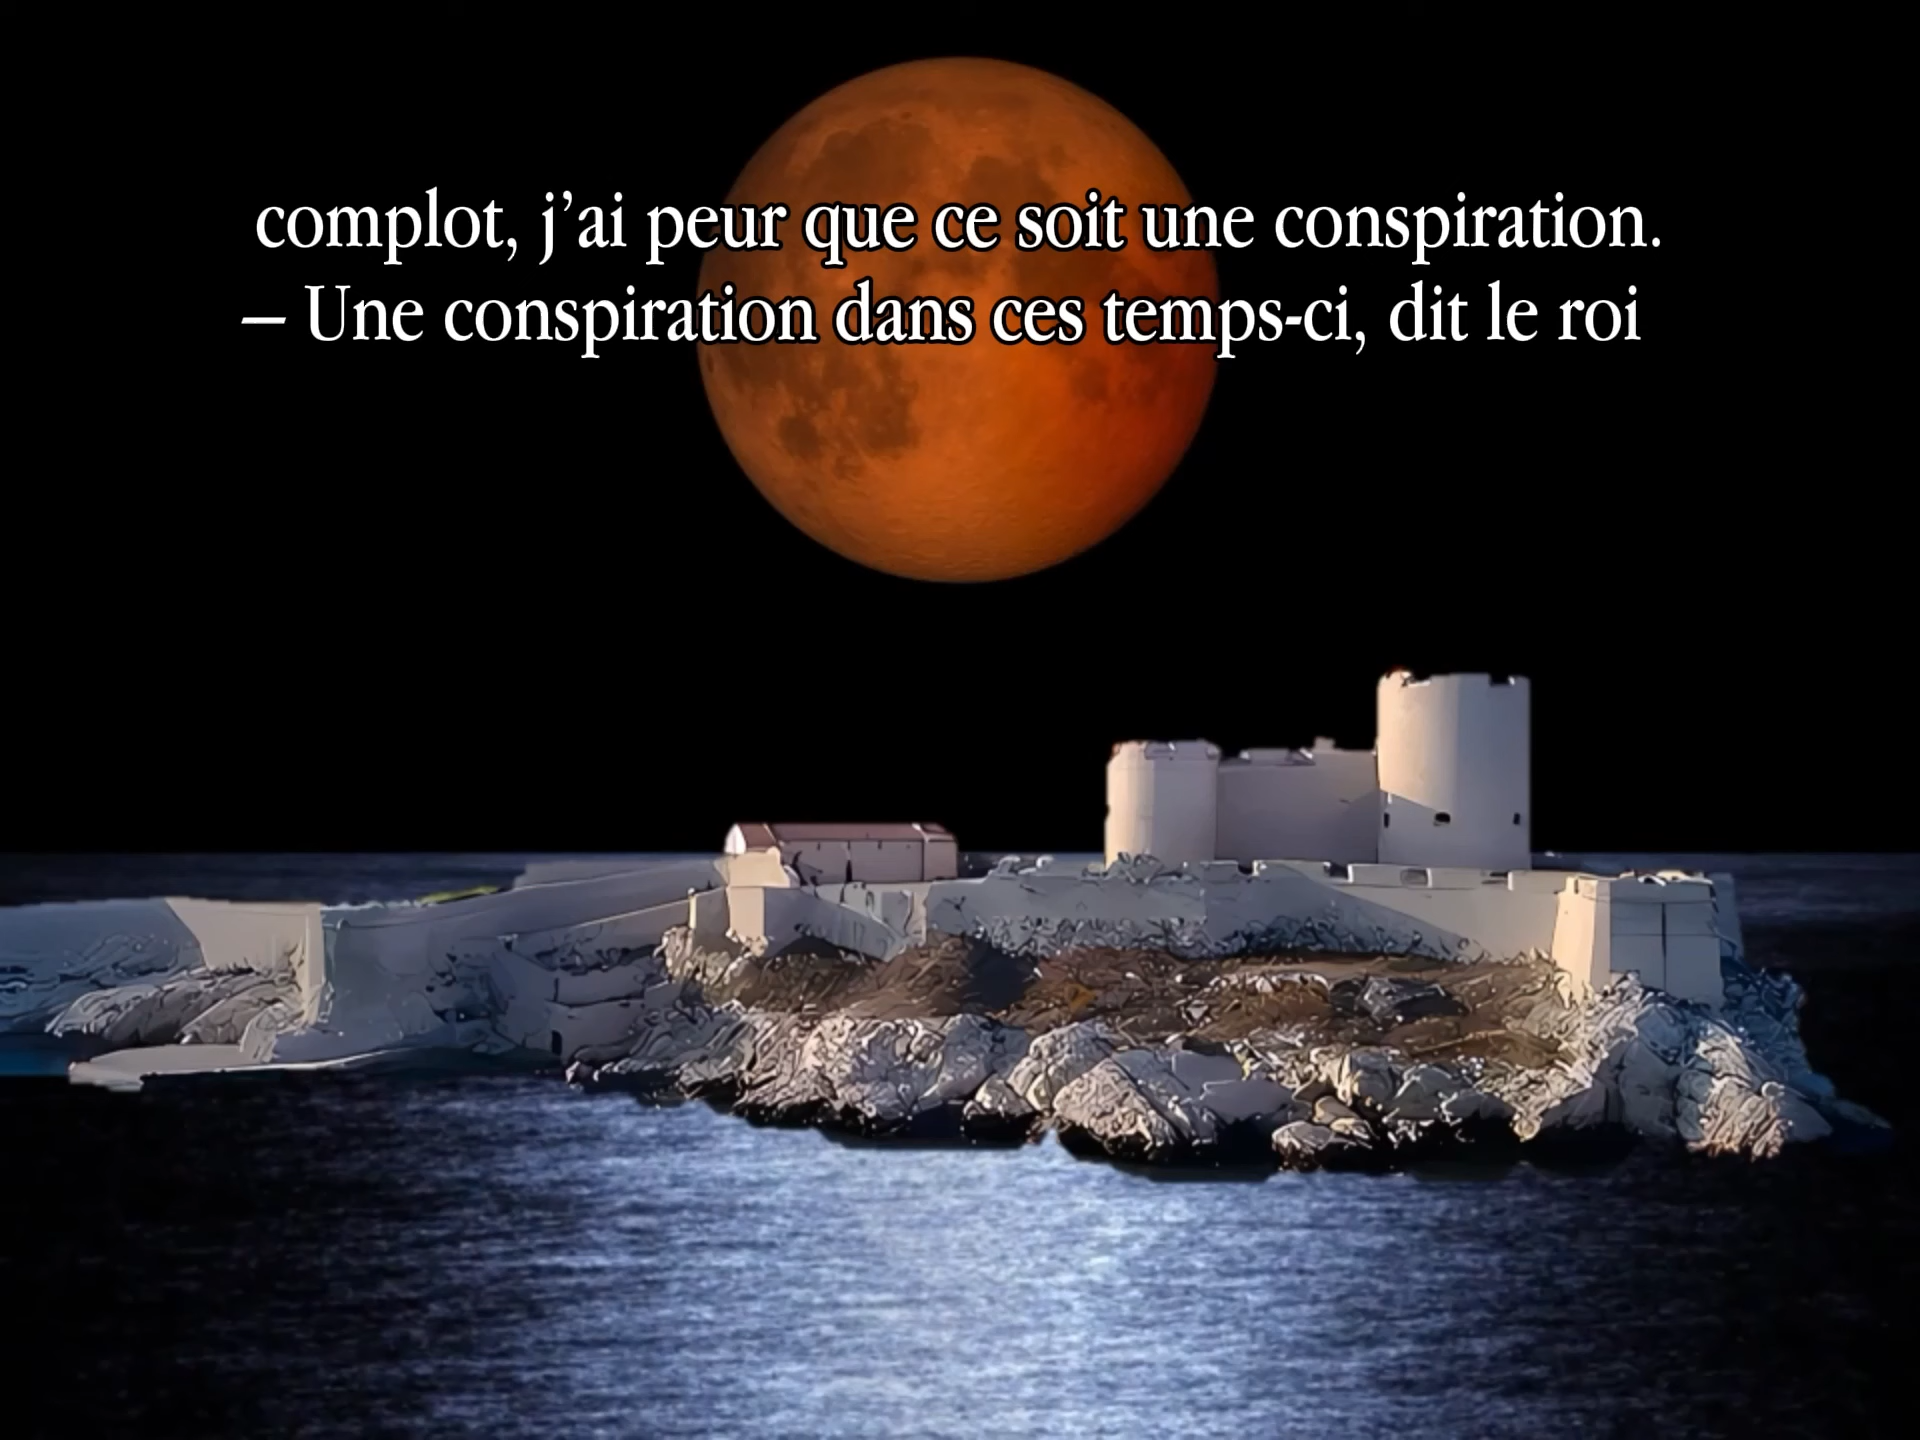 complot, j’ai peur que ce soit une conspiration.
– Une conspiration dans ces temps-ci, dit le roi